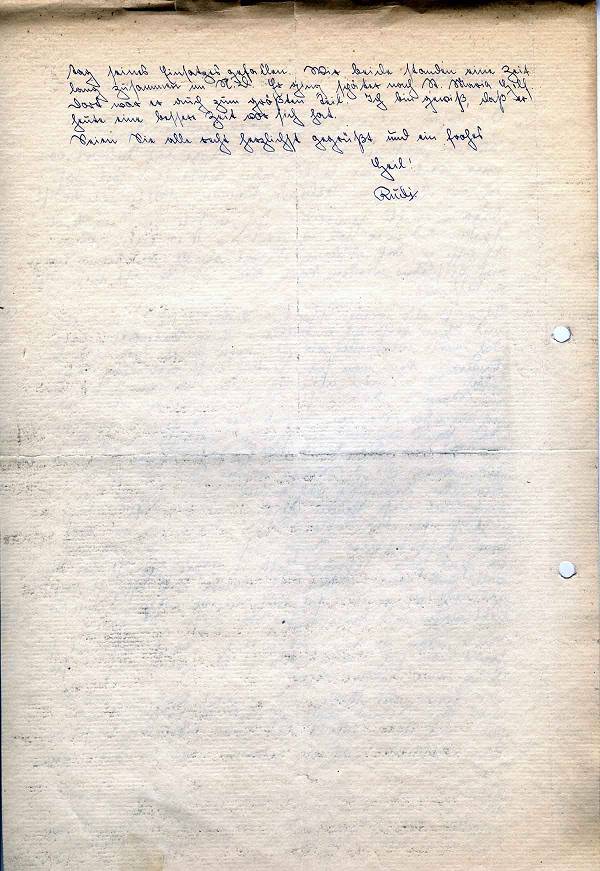 tag seines Einsatzes gefallen. Wir beide standen eine Zeit
lang zusammen im N.D. Er ging später nach St. Maria Hilf
dort war er auch zum größten Teil. Ich bin gewiß daß er
heute eine bessere Zeit vor sich hat.
Seien Sie alle recht herzlichst gegrüßt und ein frohes
Heil!
Rudi